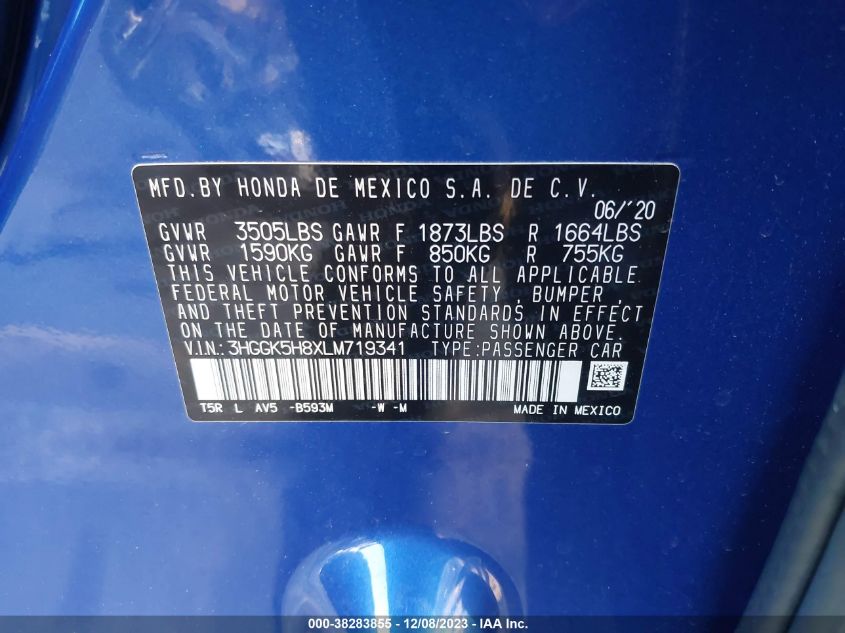 MFD.BY HONDA DE MEXICO S.A. DE C.V.
06/'20
GVWR 3505LBS GAWR F 1873LBS R 1664LBS
GVWR 1590KG GAWR F 850KG R 755KG
THIS VEHICLE CONFORMS TO ALL APPLICABLE
FEDERAL MOTOR VEHICLE SAFETY , BUMPER ,
AND THEFT PREVENTION STANDARDS IN EFFECT
ON THE DATE OF MANUFACTURE SHOWN ABOVE.
V.I.N.: 3HGGK5H8XLM719341 TYPE:PASSENGER CAR
T5R L AV5 -B593M -W -M MADE IN MEXICO
000-38283855 - 12/08/2023 - IAA Inc.